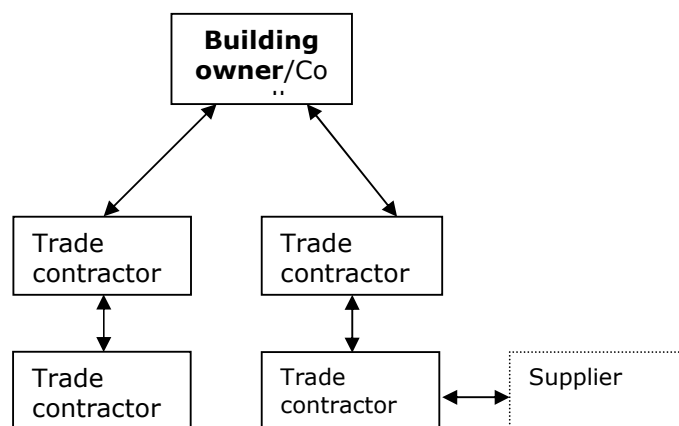 Building
owner/Co
Trade
contractor
Trade
contractor
Trade
contractor
Trade
contractor
Supplier